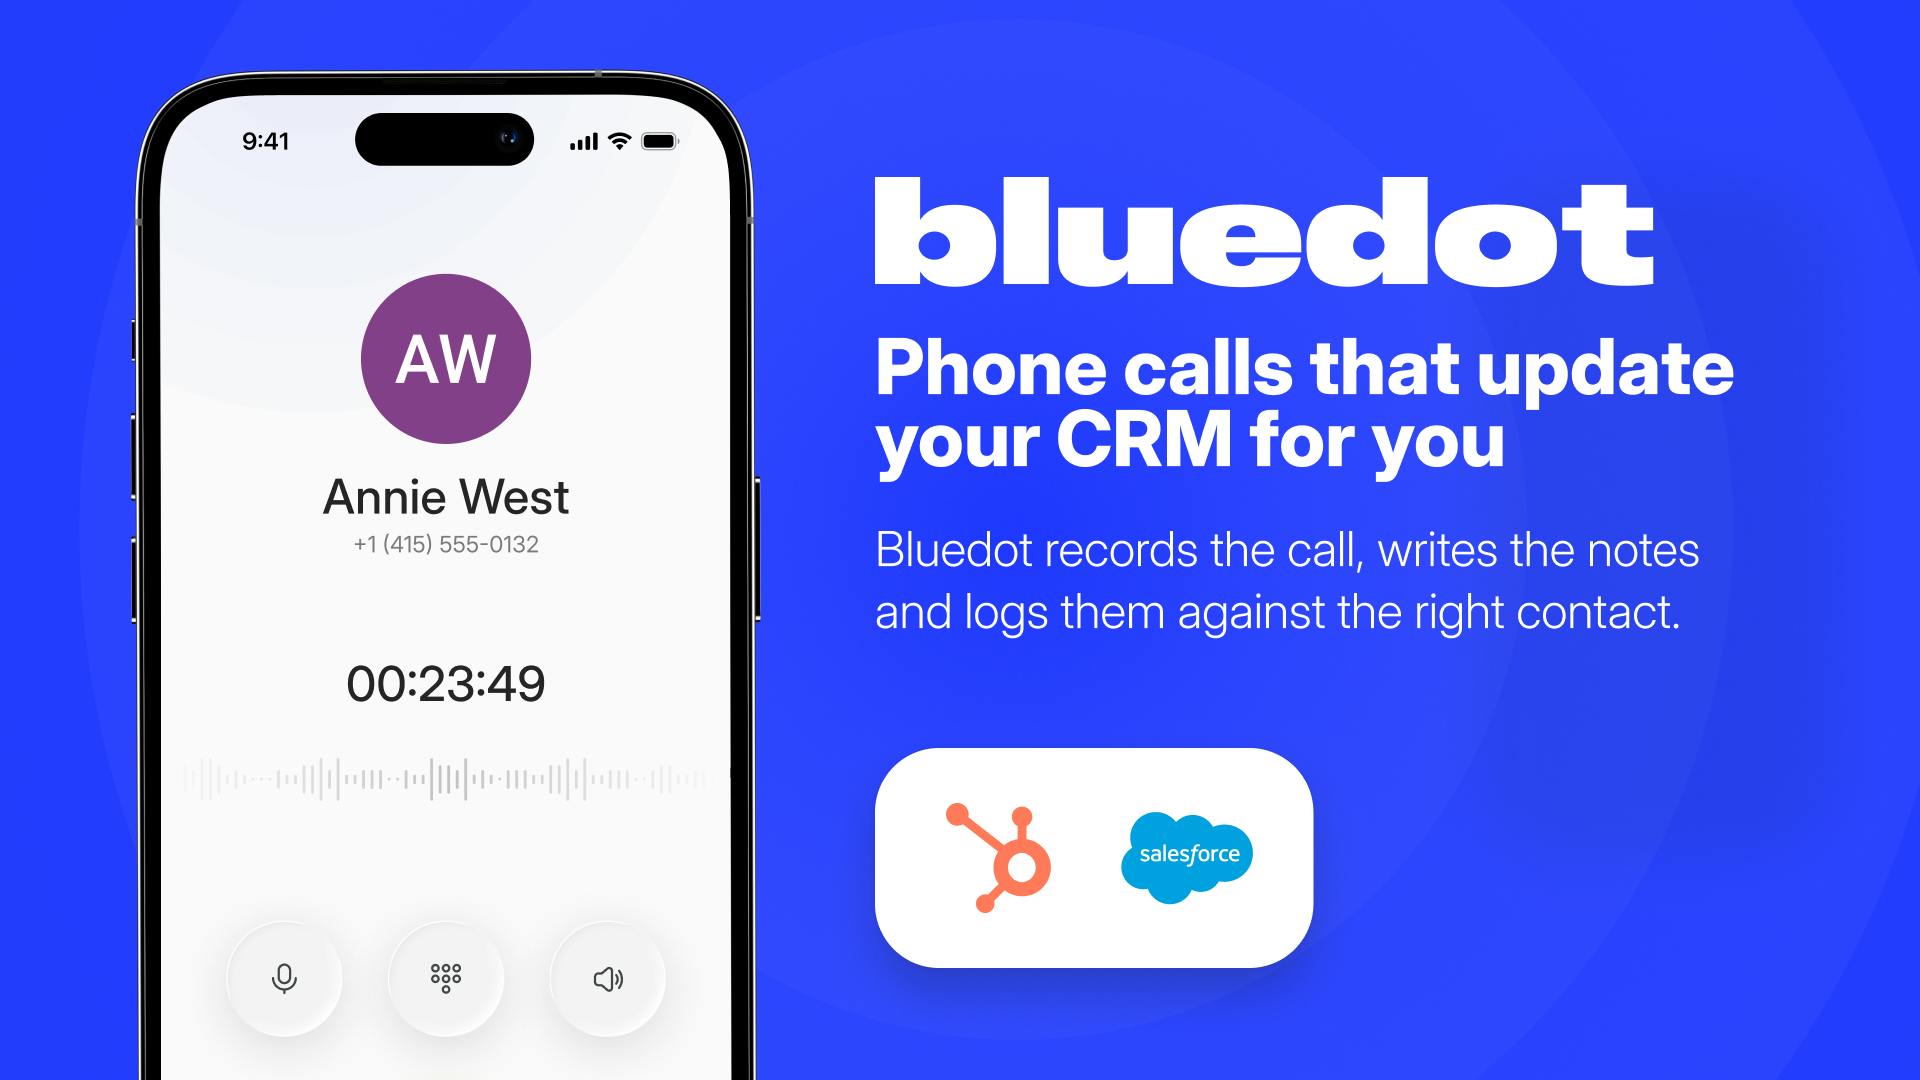 9:41
AW
Annie West
+1 (415) 555-0132
00:23:49
bluedot
Phone calls that update
your CRM for you
Bluedot records the call, writes the notes
and logs them against the right contact.
salesforce